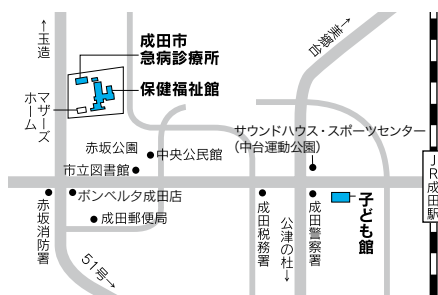 ←玉造
成田市
急病診療所
保健福祉館
マザーズ
ホーム
赤坂公園
中央公民館
市立図書館
ボンベルタ成田店
成田郵便局
赤坂消防署
51号→
美郷台→
サウンドハウス・スポーツセンター
(中台運動公園)
子ども館
成田税務署
公津の杜→
成田警察署
JR成田駅